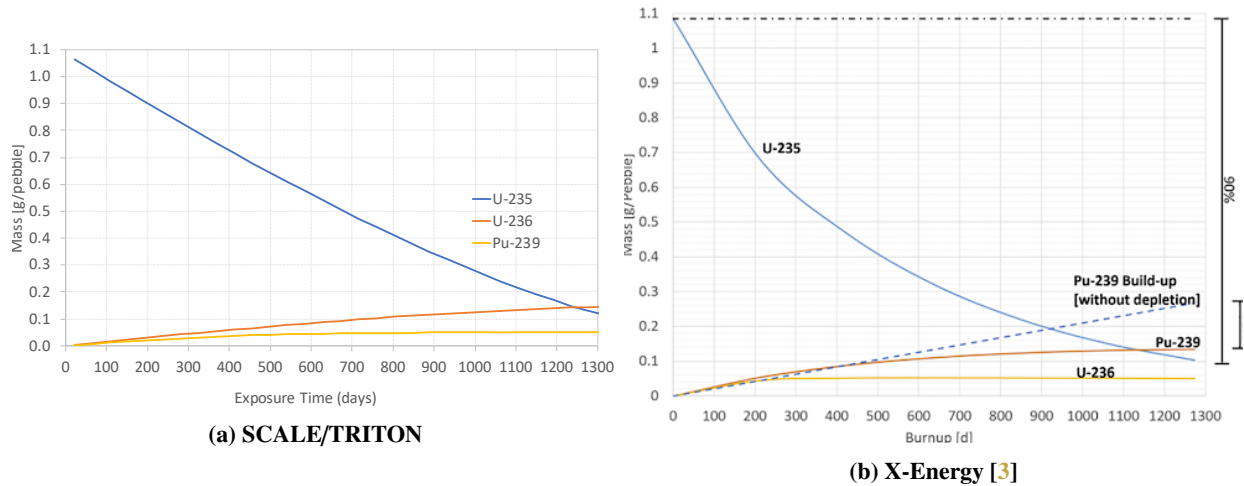 1.1
1.0
0.9
0.8
0.7
0.6
0.5
0.4
0.3
0.2
0.1
0.0
Mass [g/pebble]
U-235
U-236
Pu-239
0 100 200 300 400 500 600 700 800 900 1000 1100 1200 1300
Exposure Time (days)
(a) SCALE/TRITON
1.1
1
0.9
0.8
0.7
0.6
0.5
0.4
0.3
0.2
0.1
0
Mass [g/Pebble]
U-235
Pu-239 Build-up
[without depletion]
Pu-239
U-236
90%
0 100 200 300 400 500 600 700 800 900 1000 1100 1200 1300
Burnup [d]
(b) X-Energy [3]